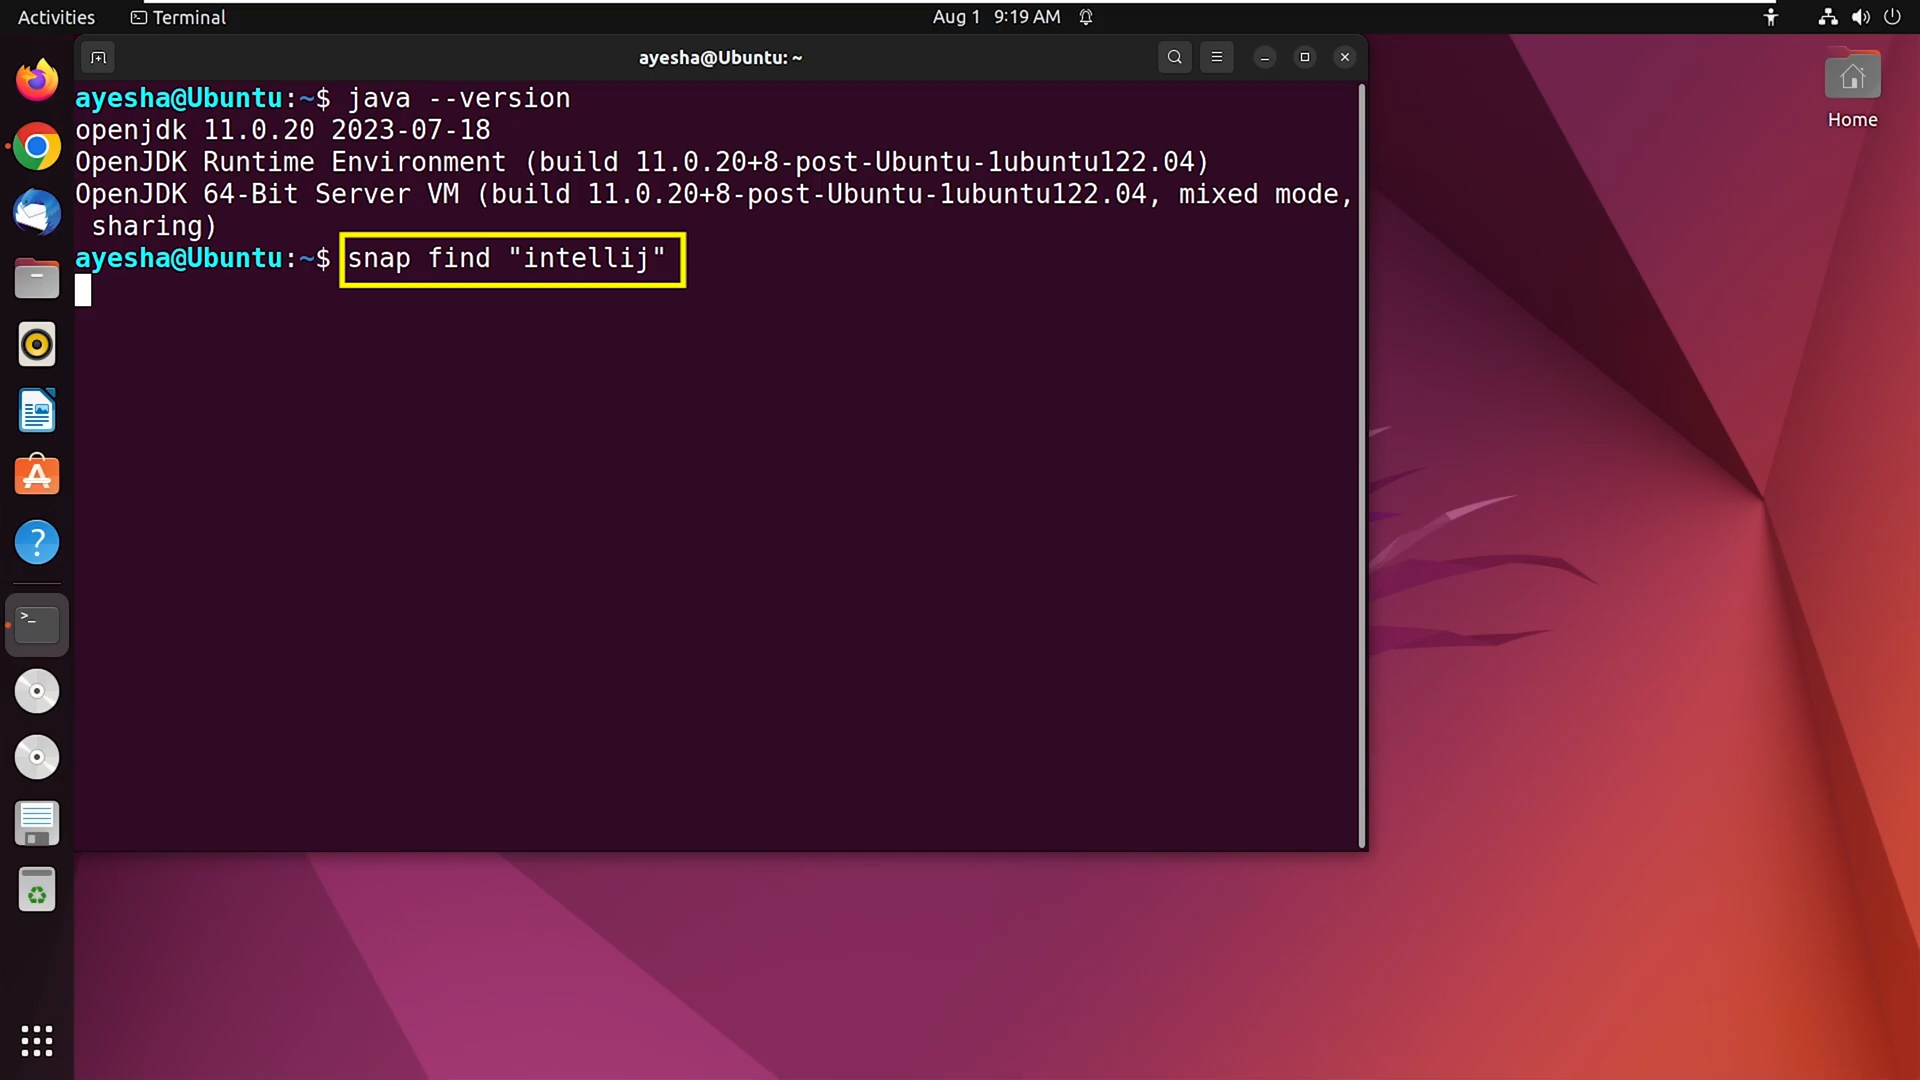 Activities Terminal Aug 1 9:19 AM
ayesha@Ubuntu: ~
ayesha@Ubuntu:~$ java --version
openjdk 11.0.20 2023-07-18
OpenJDK Runtime Environment (build 11.0.20+8-post-Ubuntu-1ubuntu122.04)
OpenJDK 64-Bit Server VM (build 11.0.20+8-post-Ubuntu-1ubuntu122.04, mixed mode,
sharing)
ayesha@Ubuntu:~$ snap find "intellij"
Home